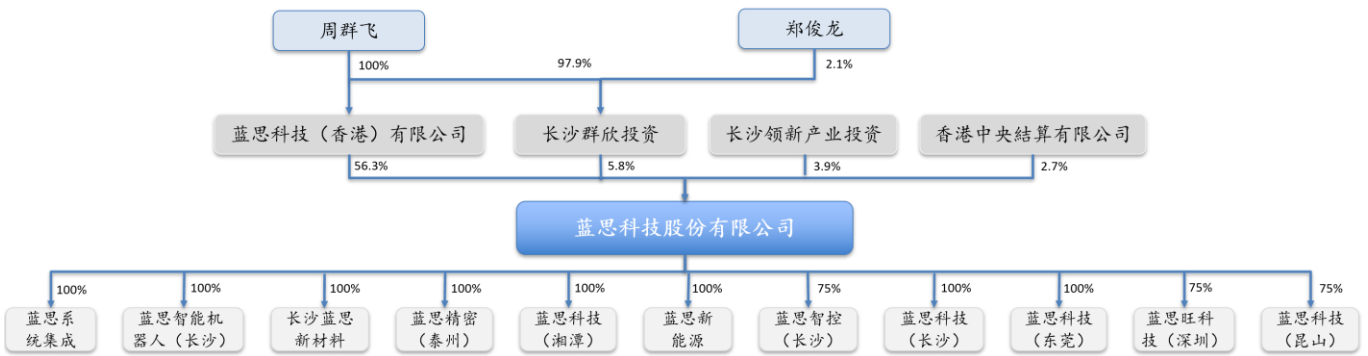 周群飞
郑俊龙
100%
97.9%
2.1%
蓝思科技（香港）有限公司
长沙群欣投资
长沙领新产业投资
香港中央結算有限公司
56.3%
5.8%
3.9%
2.7%
蓝思科技股份有限公司
100%
100%
100%
100%
100%
100%
75%
100%
100%
75%
75%
蓝思系
统集成
蓝思智能机
器人（长沙）
长沙蓝思
新材料
蓝思精密
（泰州）
蓝思科技
（湘潭）
蓝思新
能源
蓝思智控
（长沙）
蓝思科技
（长沙）
蓝思科技
（东莞）
蓝思旺科
技（深圳）
蓝思科技
（昆山）